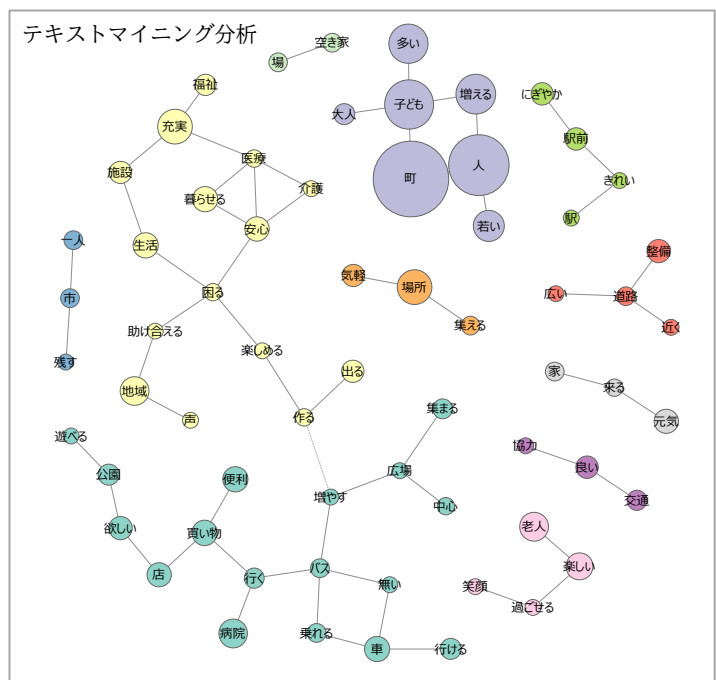 テキストマイニング分析
空き家
場
多い
福祉
子ども
増える
大人
にぎやか
充実
駅前
医療
施設
町
人
きれい
介護
暮らせる
駅
若い
安心
一人
生活
整備
気軽
場所
困る
市
広い
道路
集える
近く
助け合える
楽しめる
残す
地域
出る
家
来る
声
作る
集まる
元気
遊べる
協力
公園
便利
広場
良い
増やす
中心
交通
欲しい
買い物
老人
店
行く
バス
無い
楽しい
笑顔
過ごせる
病院
乗れる
車
行ける